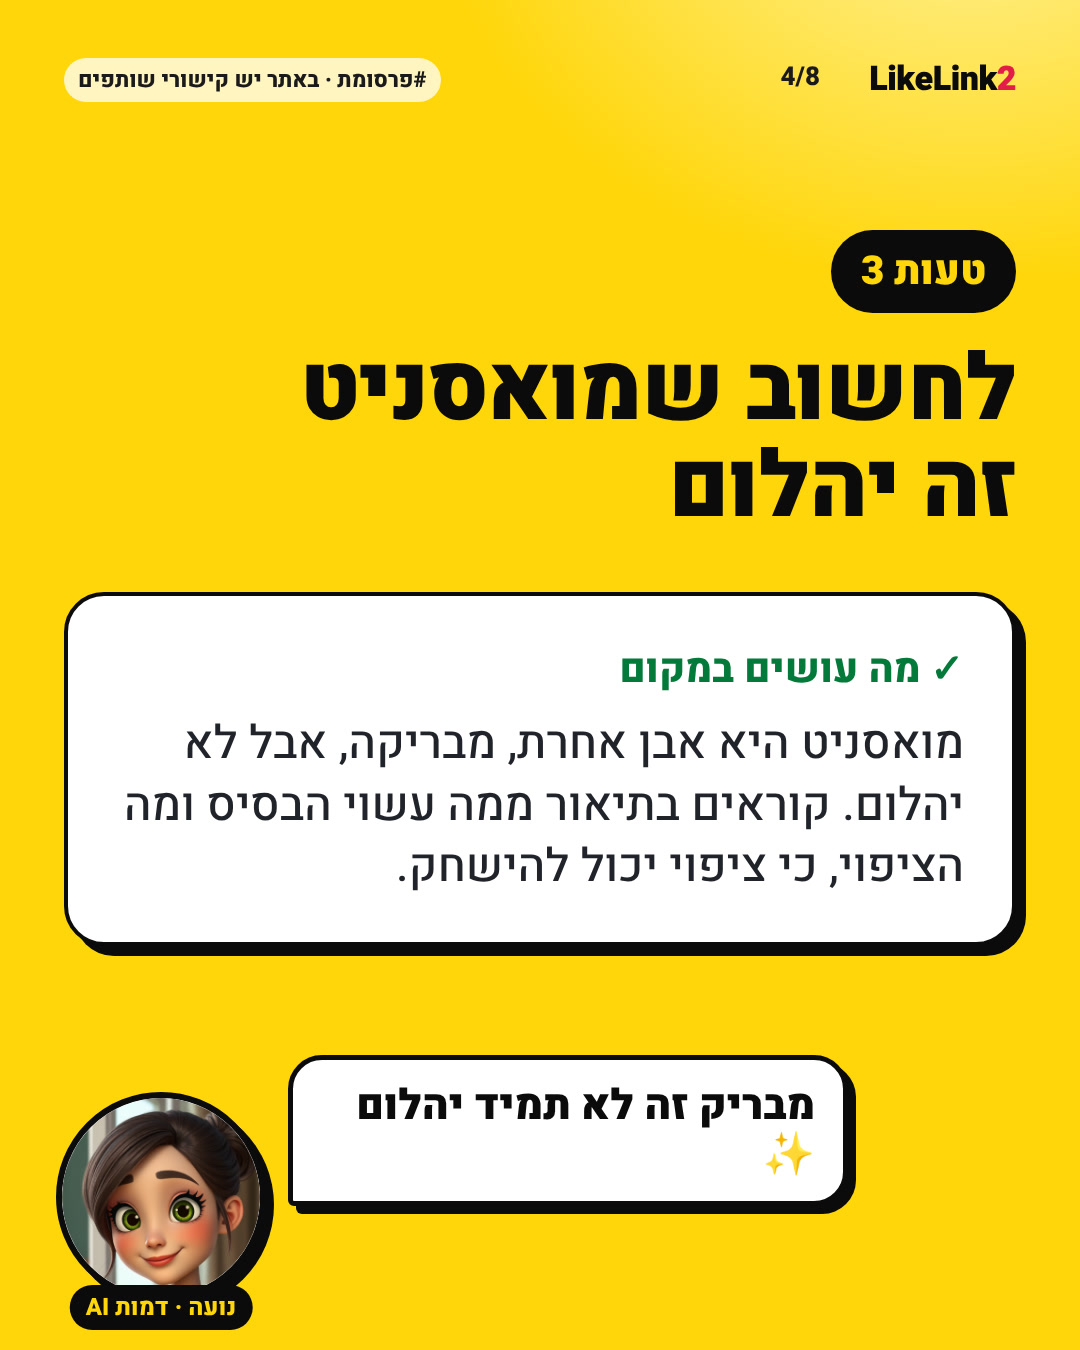 LikeLink2
4/8
#פרסומת · באתר יש קישורי שותפים
טעות 3
לחשוב שמואסניט
זה יהלום
✓ מה עושים במקום
מואסניט היא אבן אחרת, מבריקה, אבל לא
יהלום. קוראים בתיאור ממה עשוי הבסיס ומה
הציפוי, כי ציפוי יכול להישחק.
מבריק זה לא תמיד יהלום
✨
נועה · דמות AI